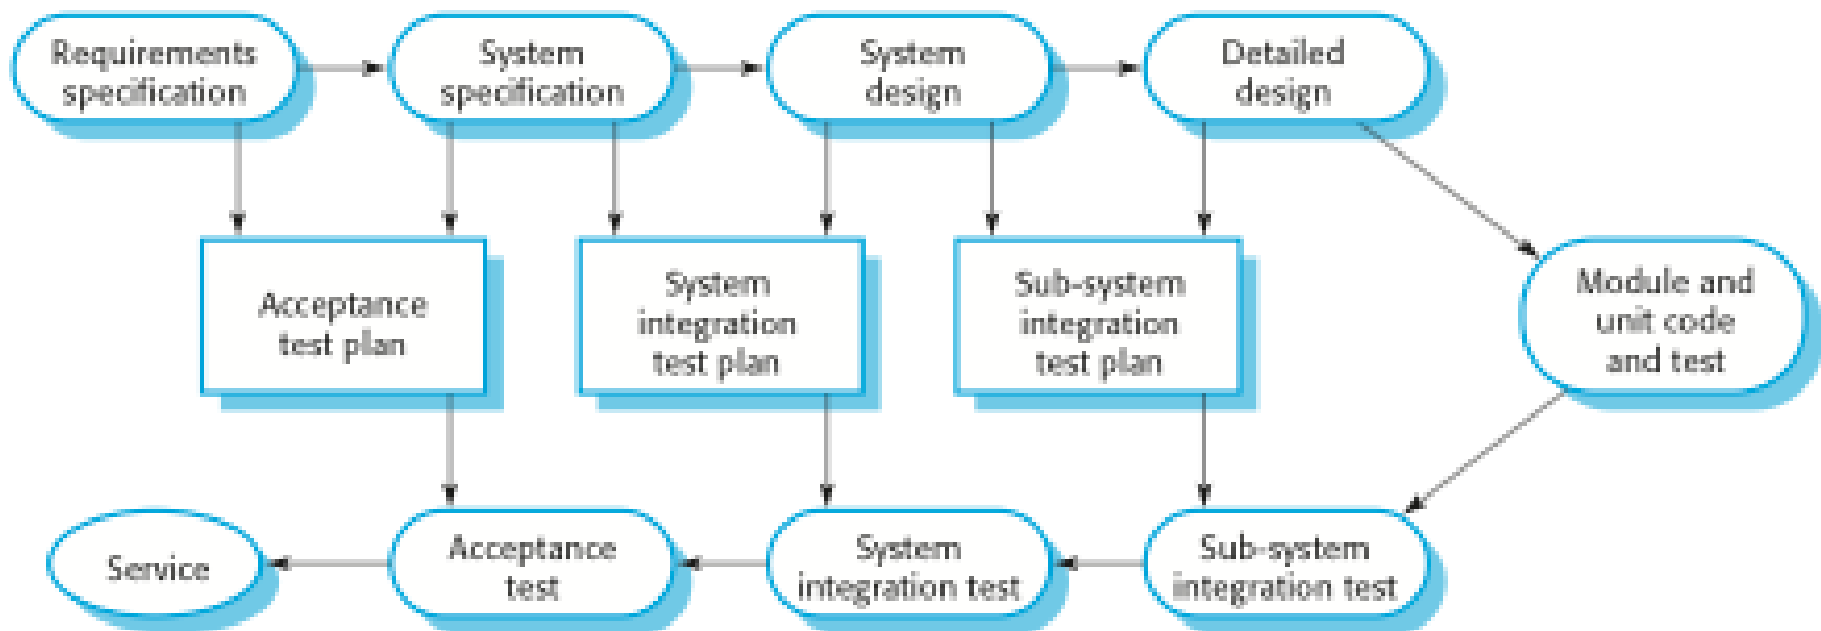 Requirements
specification
System
specification
System
design
Detailed
design
Acceptance
test plan
System
integration
test plan
Sub-system
integration
test plan
Module and
unit code
and test
Service
Acceptance
test
System
integration test
Sub-system
integration test